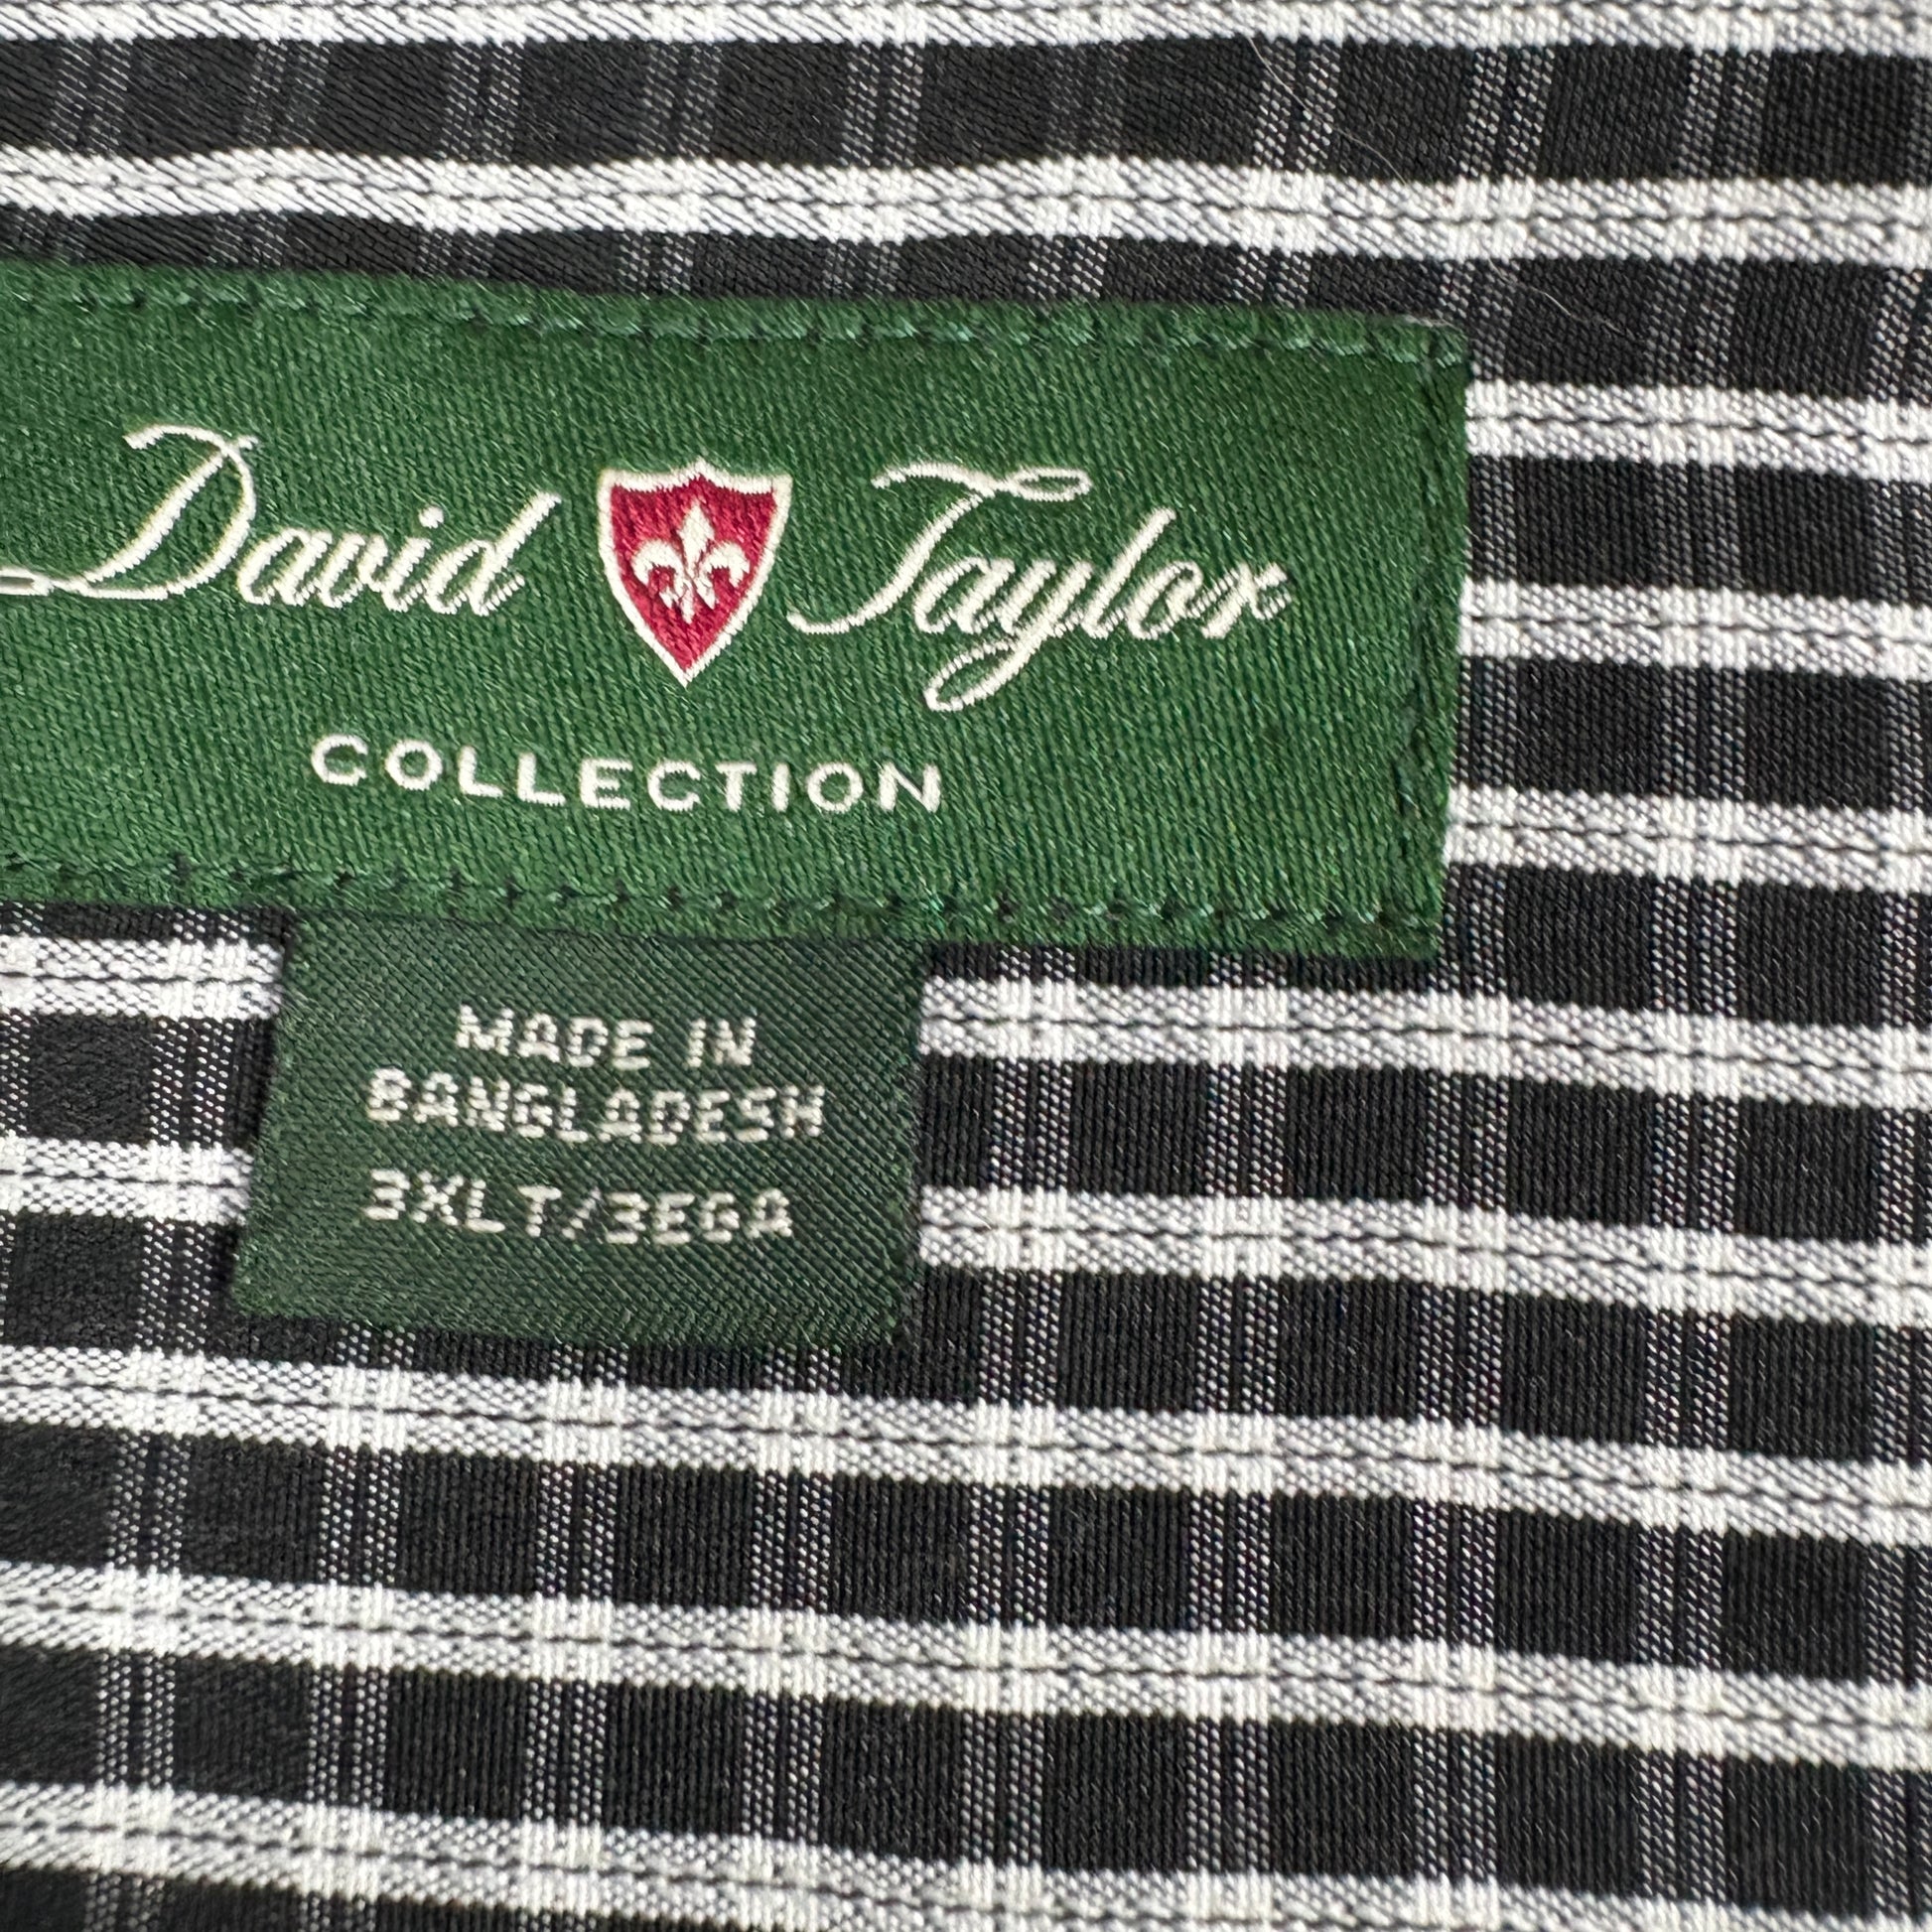 David Taylor
COLLECTION
MADE IN
BANGLADESH
3XLT/3EGA